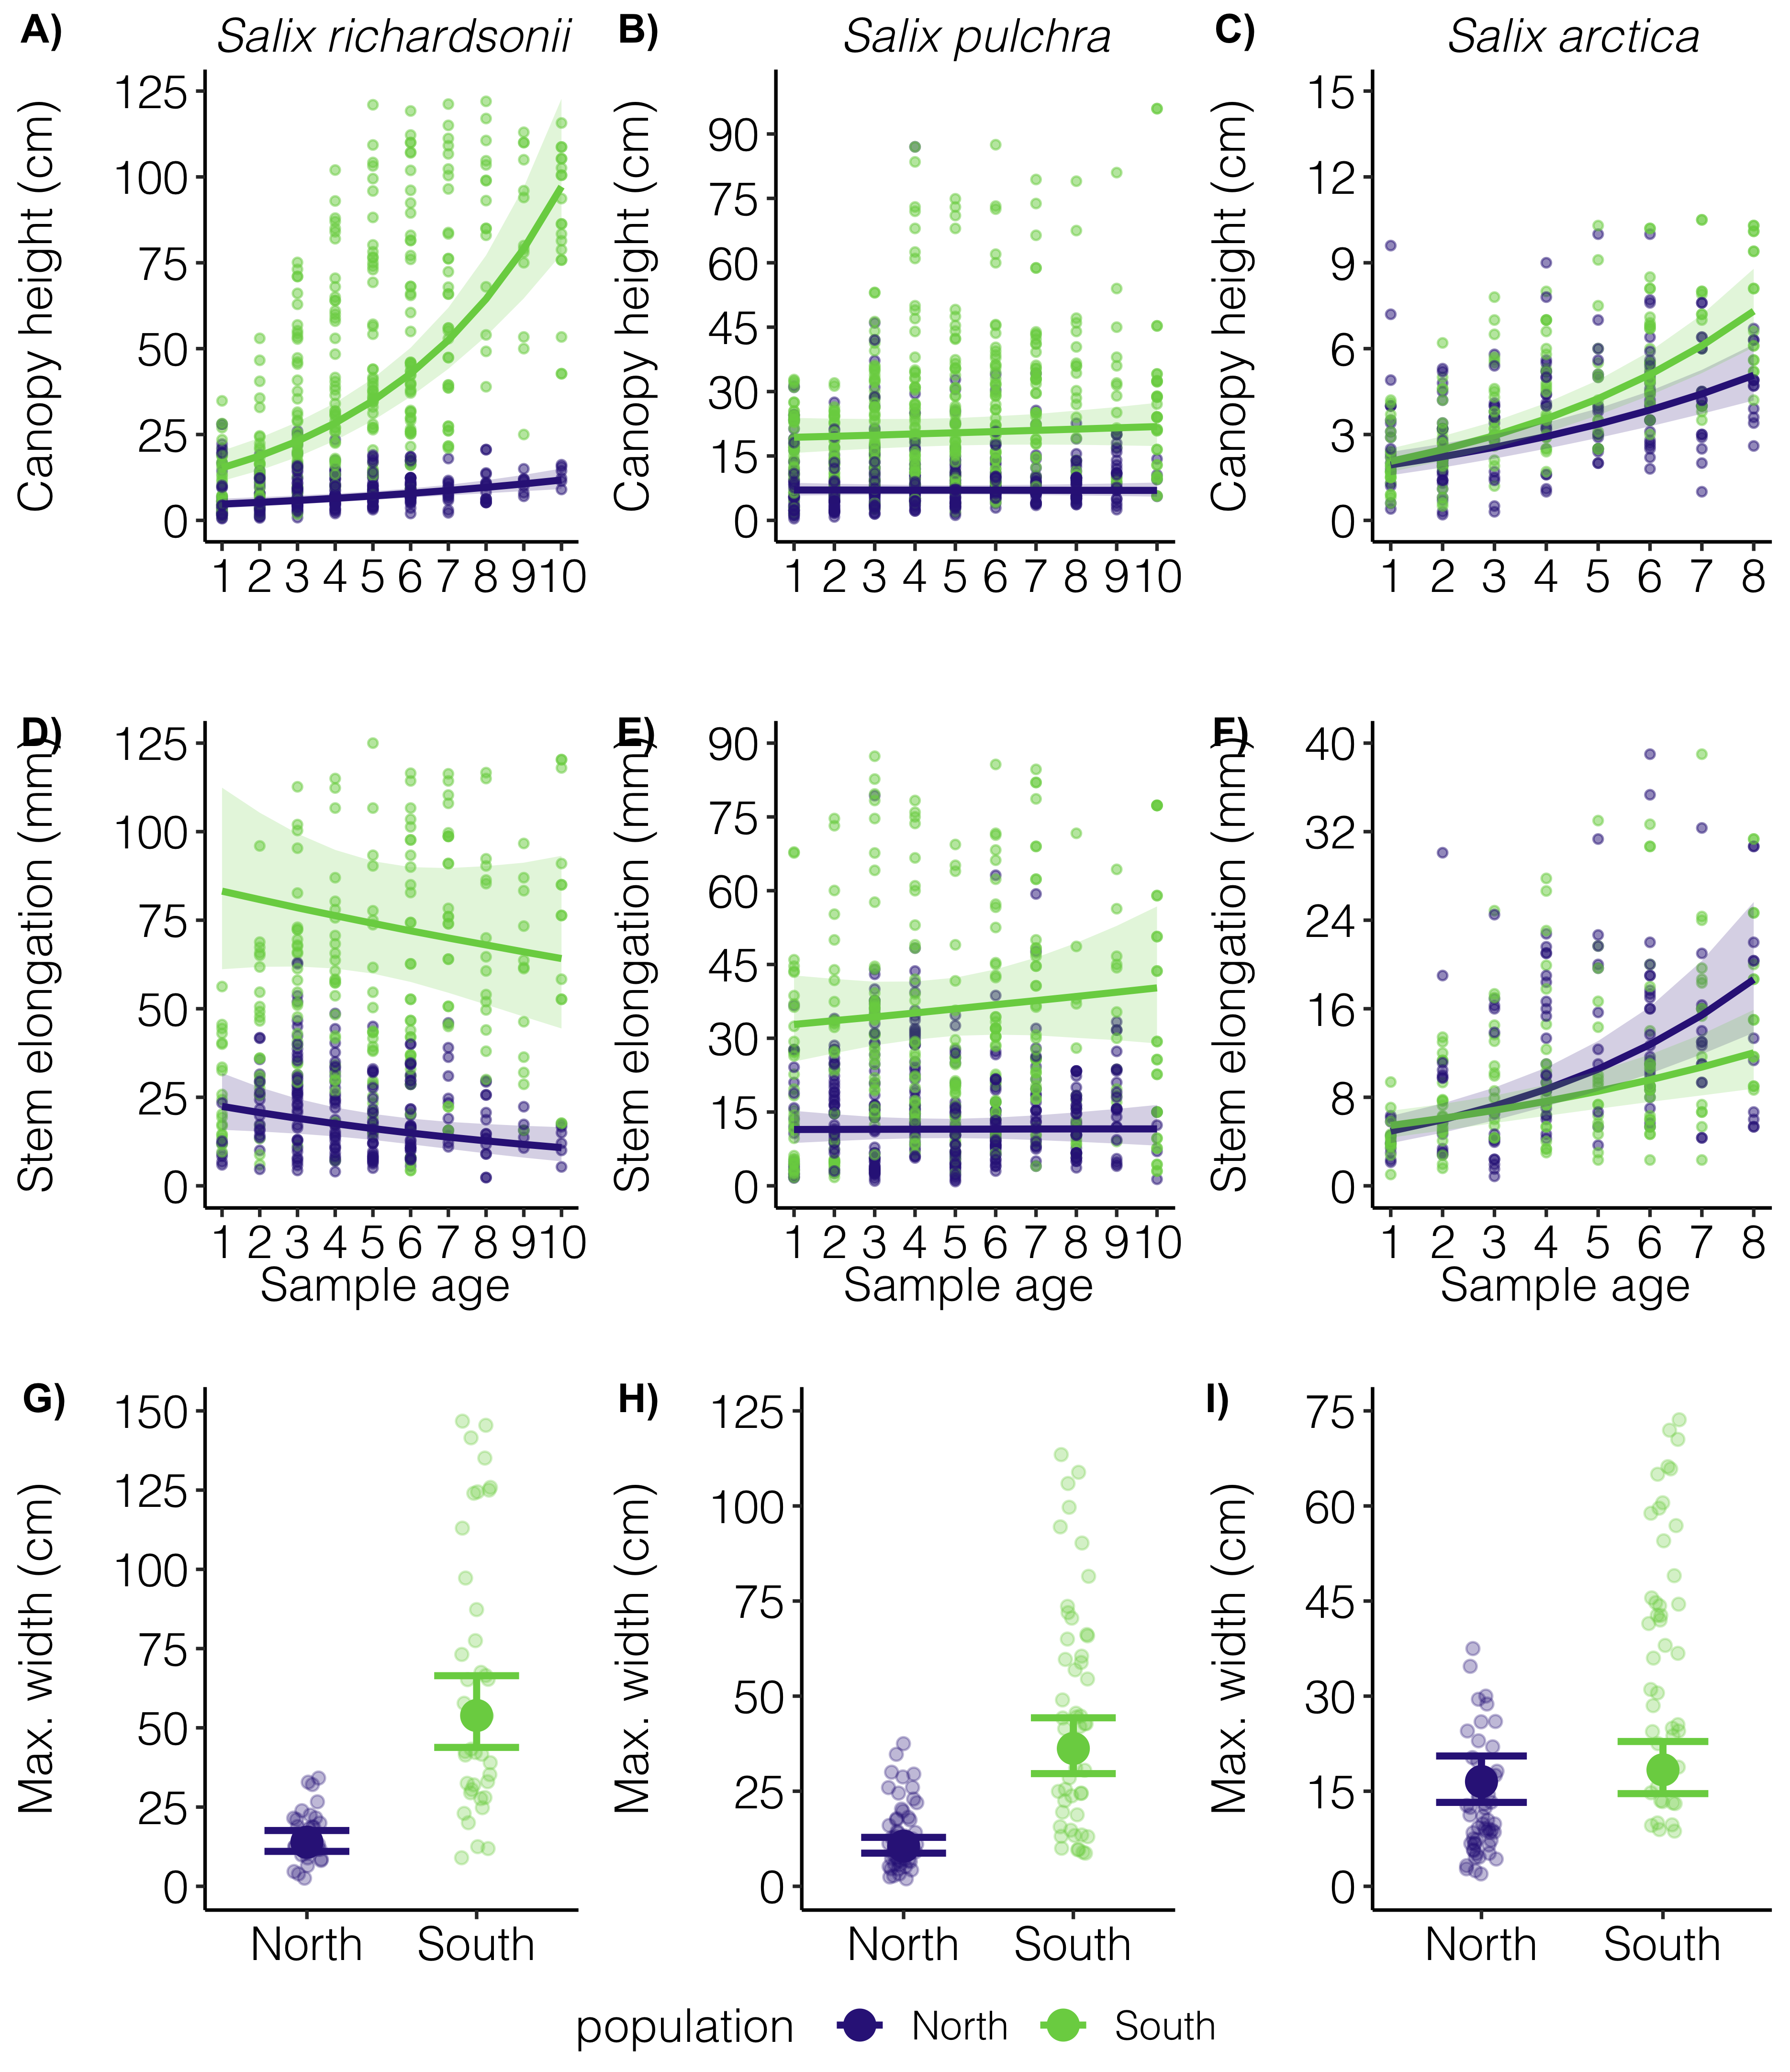 A) Salix richardsonii B) Salix pulchra C) Salix arctica
Canopy height (cm)
125
100
75
50
25
0
1 2 3 4 5 6 7 8 9 10
Canopy height (cm)
90
75
60
45
30
15
0
1 2 3 4 5 6 7 8 9 10
Canopy height (cm)
15
12
9
6
3
0
1 2 3 4 5 6 7 8
D)
Stem elongation (mm)
125
100
75
50
25
0
1 2 3 4 5 6 7 8 9 10
Sample age
E)
Stem elongation (mm)
90
75
60
45
30
15
0
1 2 3 4 5 6 7 8 9 10
Sample age
F)
Stem elongation (mm)
40
32
24
16
8
0
1 2 3 4 5 6 7 8
Sample age
G)
Max. width (cm)
150
125
100
75
50
25
0
North South
H)
Max. width (cm)
125
100
75
50
25
0
North South
I)
Max. width (cm)
75
60
45
30
15
0
North South
population North South